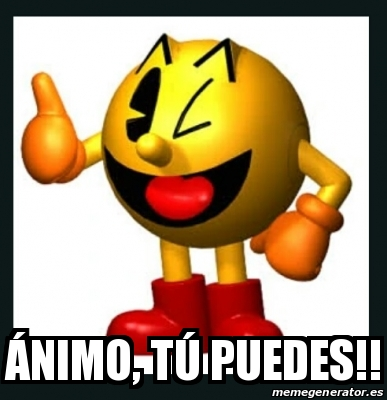 ÁNIMO, TÚ PUEDES!!
memegenerator.es